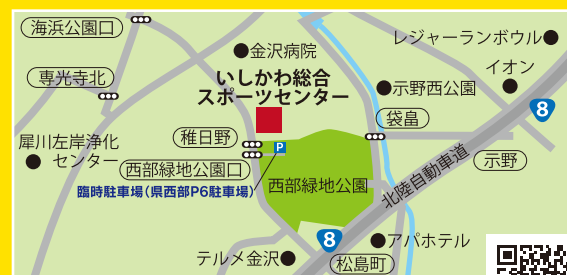 海浜公園口
金沢病院
レジャーランボウル
専光寺北
いしかわ総合
スポーツセンター
示野西公園
イオン
8
袋畠
稚日野
犀川左岸浄化
センター
西部緑地公園口
P
示野
臨時駐車場(県西部P6駐車場)
西部緑地公園
北陸自動車道
8
アパホテル
テルメ金沢
松島町